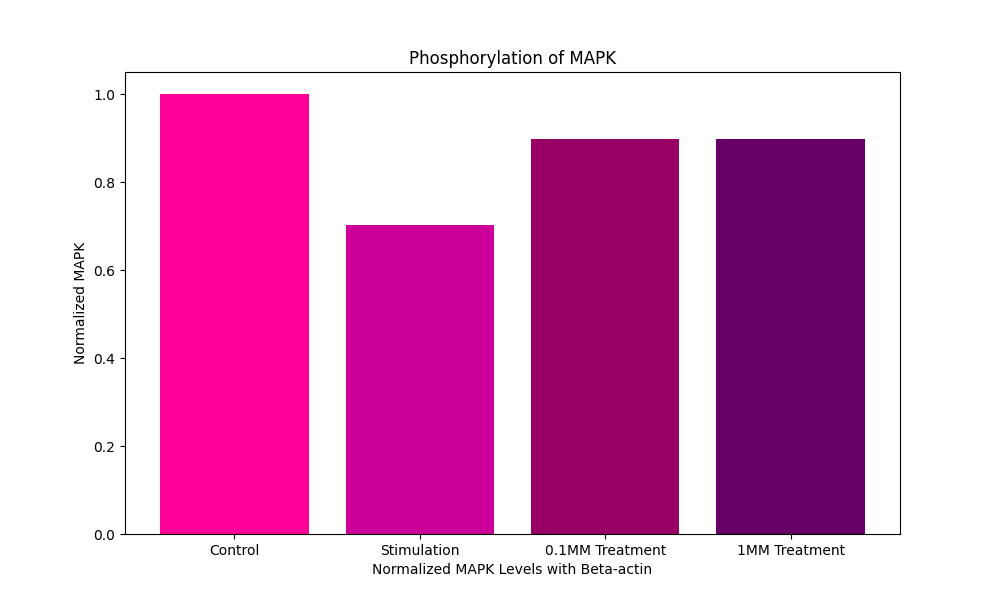 Phosphorylation of MAPK
Normalized MAPK
1.0
0.8
0.6
0.4
0.2
0.0
Control Stimulation 0.1MM Treatment 1MM Treatment
Normalized MAPK Levels with Beta-actin